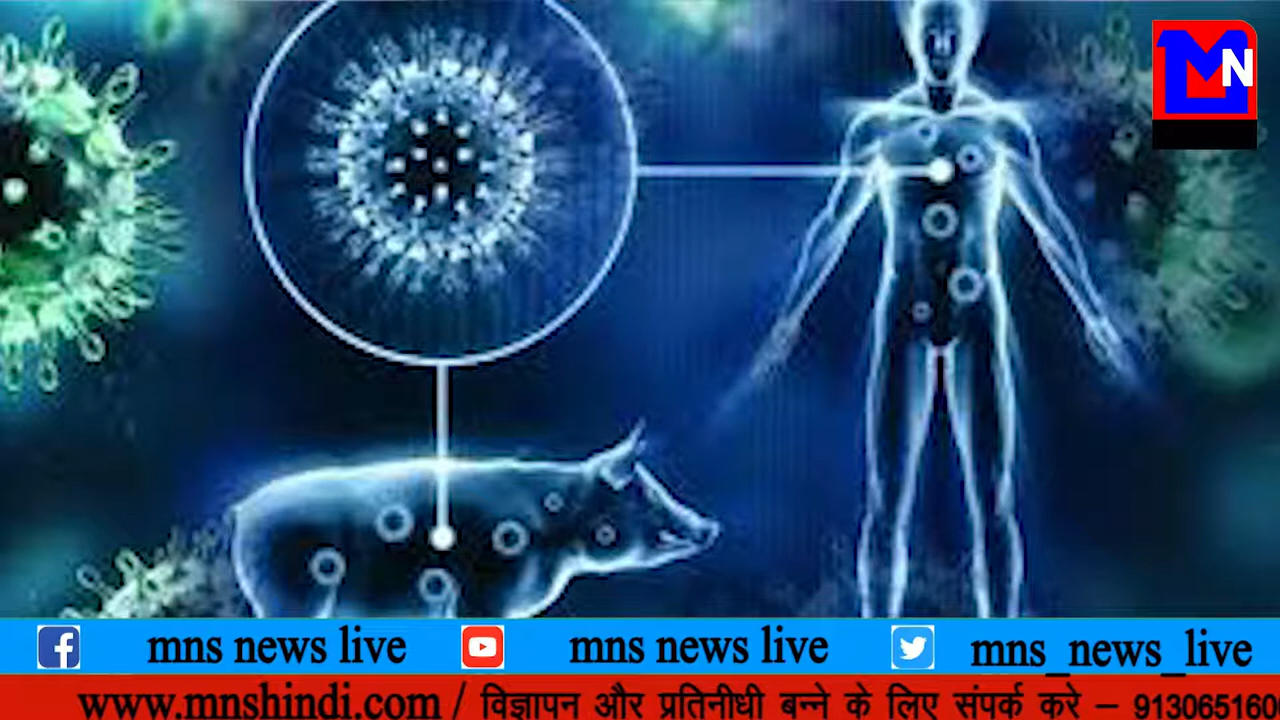 MN
mns news live mns news live mns_news_live
www.mnshindi.com / विज्ञापन और प्रतिनीधी बन्ने के लिए संपर्क करे – 913065160